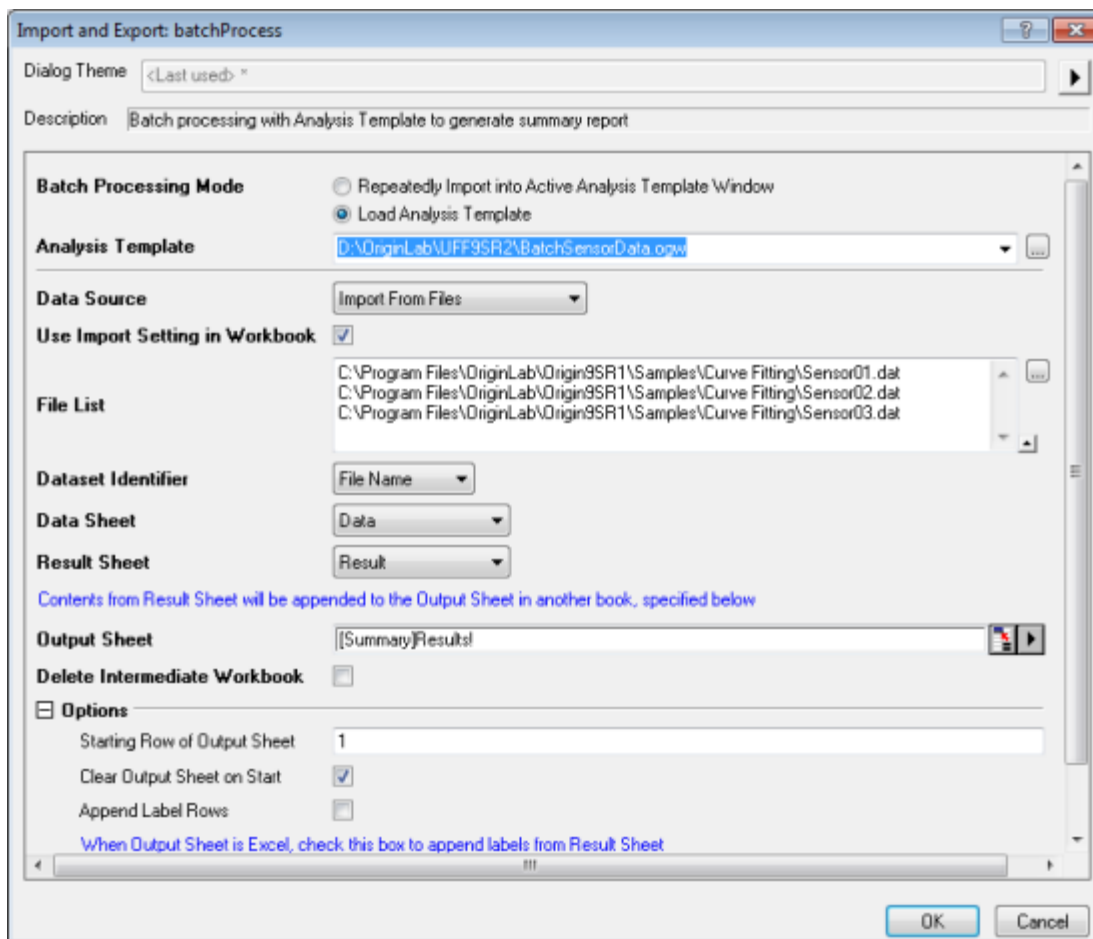 Import and Export: batchProcess
Dialog Theme <Last used> *
Description Batch processing with Analysis Template to generate summary report
Batch Processing Mode Repeatedly Import into Active Analysis Template Window
Load Analysis Template
Analysis Template D:\OriginLab\UFF9SR2\BatchSensorData.ogw ...
Data Source Import From Files
Use Import Setting in Workbook
C:\Program Files\OriginLab\Origin9SR1\Samples\Curve Fitting\Sensor01.dat ...
C:\Program Files\OriginLab\Origin9SR1\Samples\Curve Fitting\Sensor02.dat
File List C:\Program Files\OriginLab\Origin9SR1\Samples\Curve Fitting\Sensor03.dat
Dataset Identifier File Name
Data Sheet Data
Result Sheet Result
Contents from Result Sheet will be appended to the Output Sheet in another book, specified below
Output Sheet [Summary]Results!
Delete Intermediate Workbook
Options
Starting Row of Output Sheet 1
Clear Output Sheet on Start
Append Label Rows
When Output Sheet is Excel, check this box to append labels from Result Sheet
OK Cancel